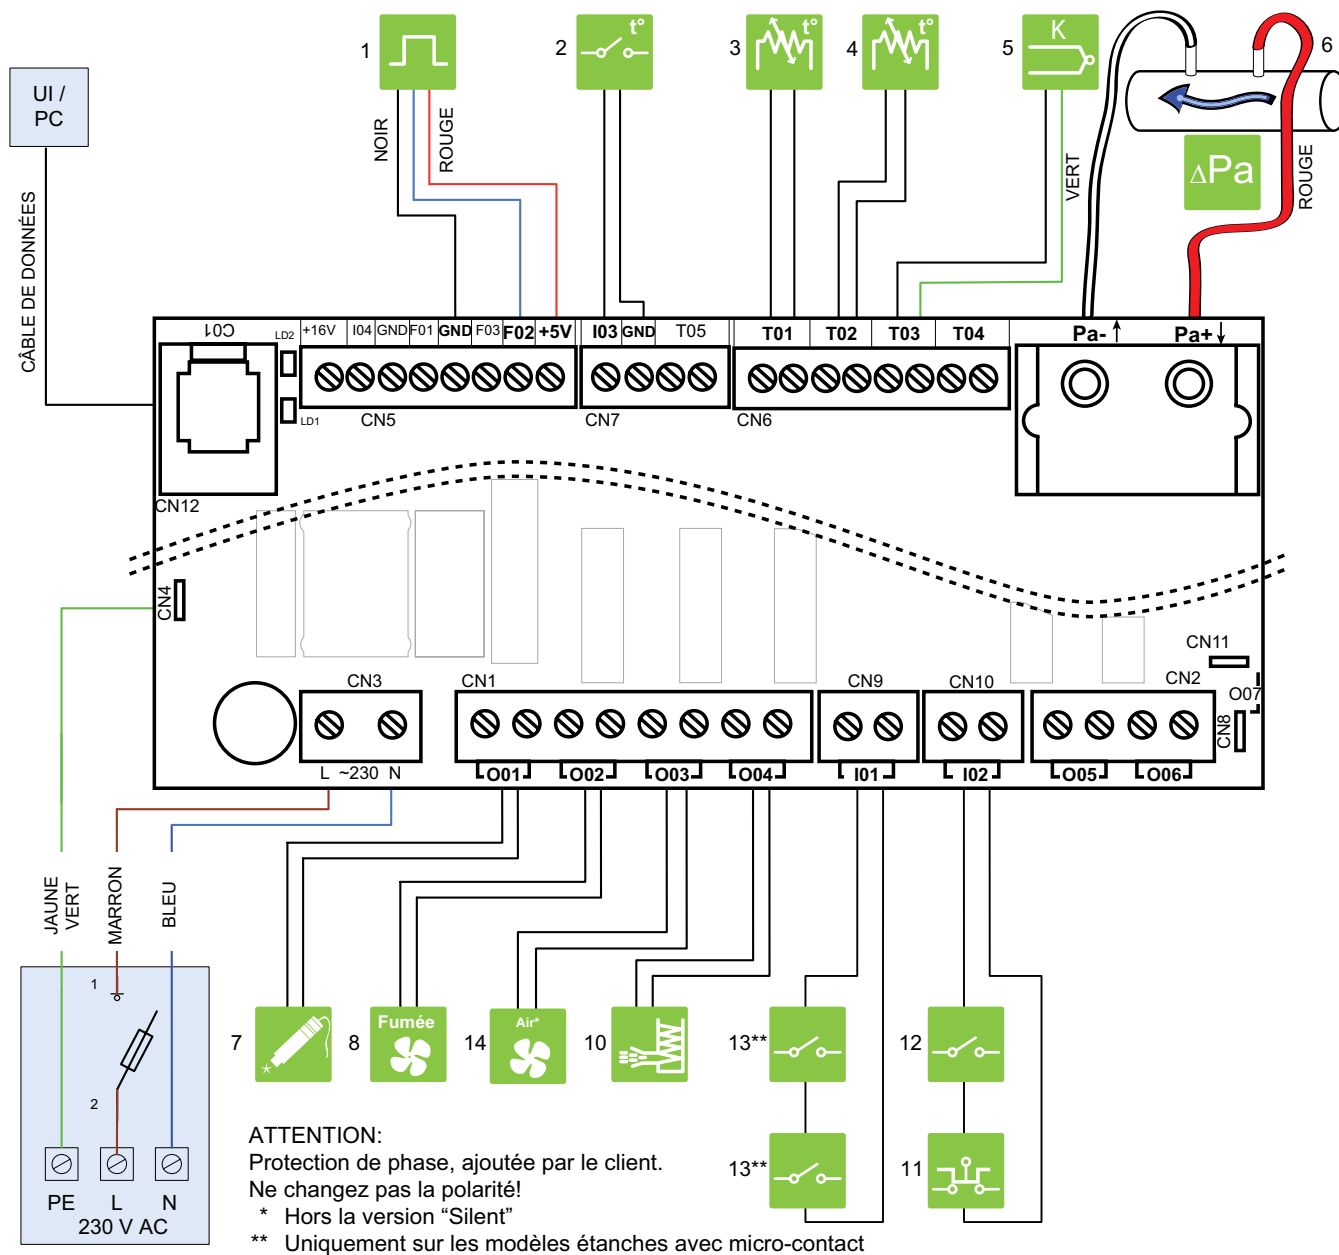 1
2
t°
3
t°
4
t°
5
K
6
UI /
PC
NOIR
ROUGE
VERT
ΔPa
ROUGE
CÂBLE DE DONNÉES
C01
LD2
+16V
I04
GND
F01
GND
F03
F02
+5V
I03
GND
T05
T01
T02
T03
T04
Pa-
Pa+
LD1
CN5
CN7
CN6
CN12
CN4
CN11
CN3
CN1
CN9
CN10
CN2
O07
CN8
L ~230 N
O01
O02
O03
O04
I01
I02
O05
O06
JAUNE
VERT
MARRON
BLEU
1
2
PE
L
N
230 V AC
7
8
Fumée
14
Air*
10
13**
12
13**
11
ATTENTION:
Protection de phase, ajoutée par le client.
Ne changez pas la polarité!
* Hors la version “Silent”
** Uniquement sur les modèles étanches avec micro-contact